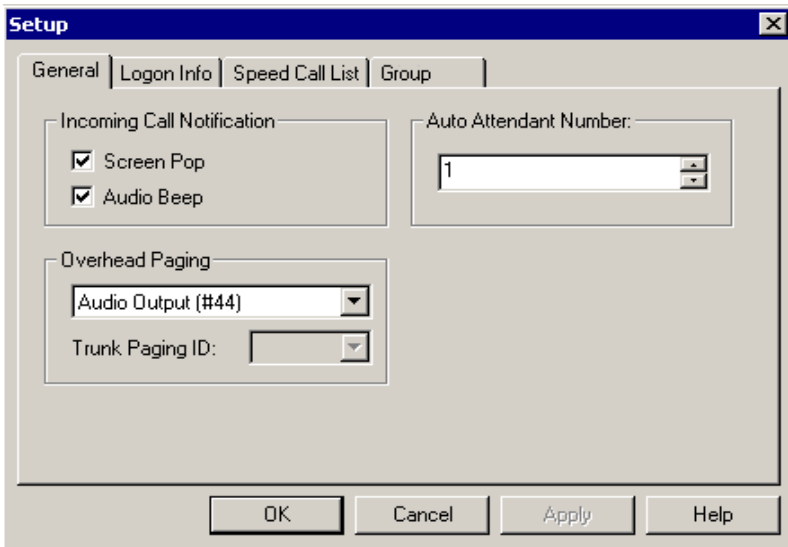 Setup
General Logon Info Speed Call List Group
Incoming Call Notification
Screen Pop
Audio Beep
Auto Attendant Number:
1
Overhead Paging
Audio Output (#44)
Trunk Paging ID:
OK Cancel Apply Help